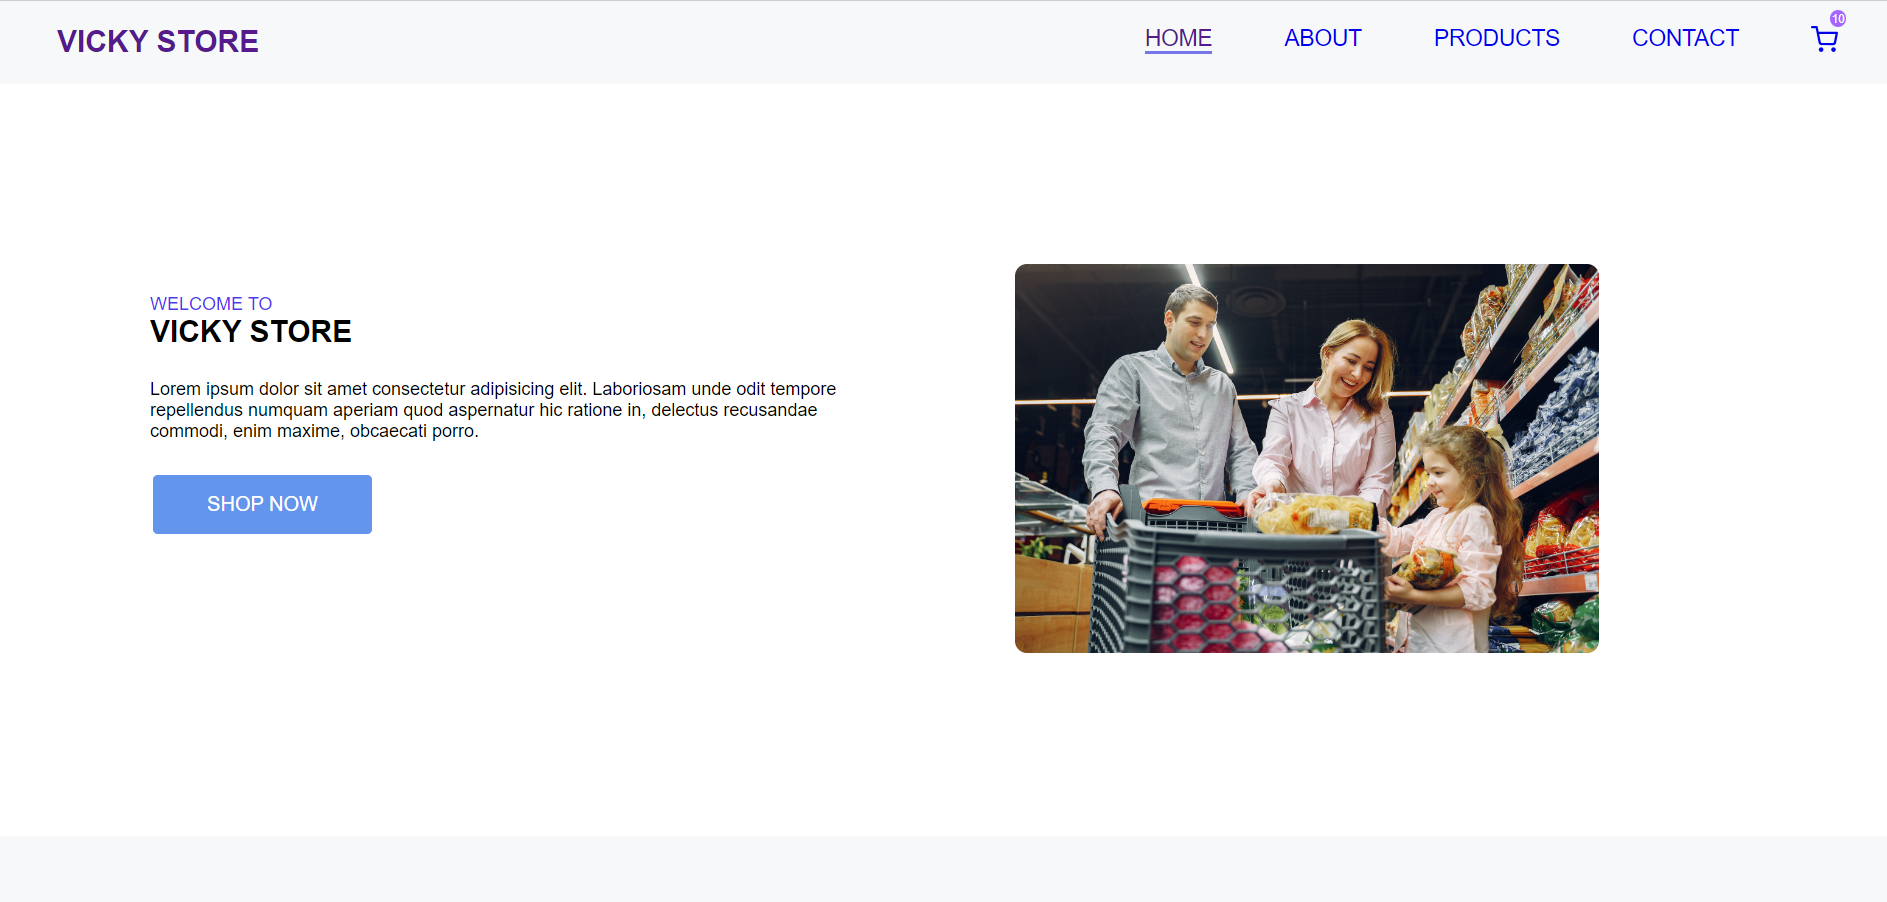 VICKY STORE
HOME
ABOUT
PRODUCTS
CONTACT
10
WELCOME TO
VICKY STORE
Lorem ipsum dolor sit amet consectetur adipisicing elit. Laboriosam unde odit tempore
repellendus numquam aperiam quod aspernatur hic ratione in, delectus recusandae
commodi, enim maxime, obcaecati porro.
SHOP NOW